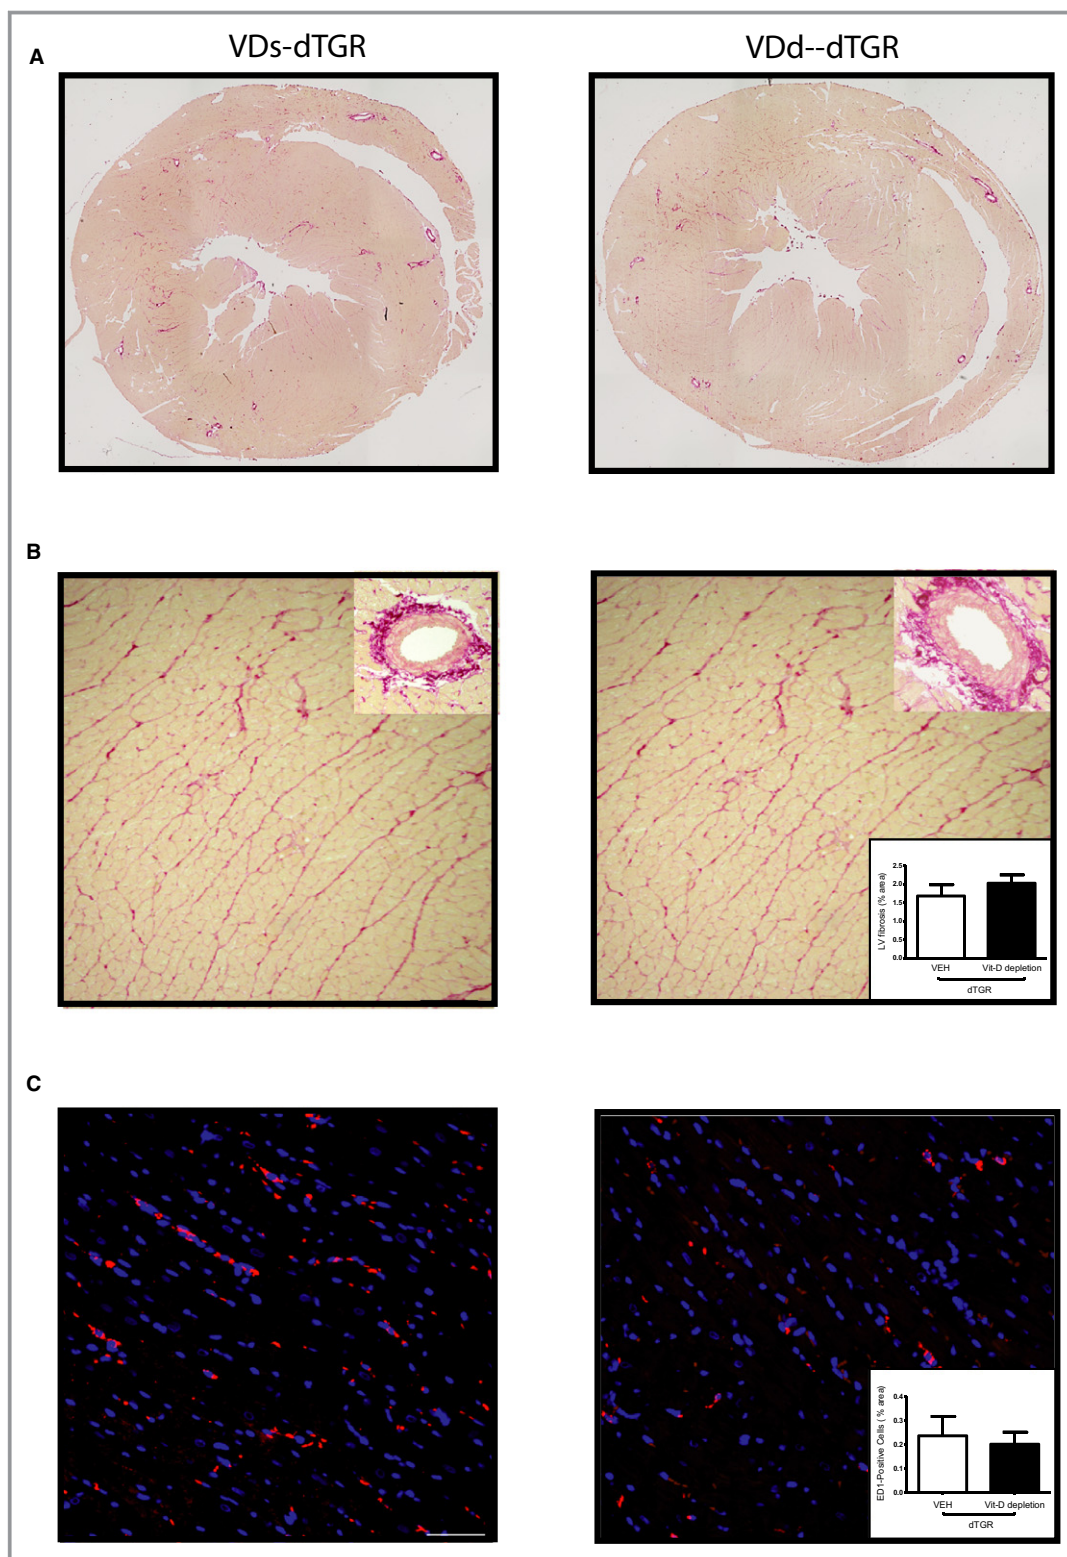 VDs-dTGR
VDd--dTGR
A
B
2.5
2.0
1.5
1.0
0.5
0.0
LV fibrosis (% area)
VEH
Vit-D depletion
dTGR
C
0.4
0.3
0.2
0.1
0.0
ED1-Positive Cells (% area)
VEH
Vit-D depletion
dTGR